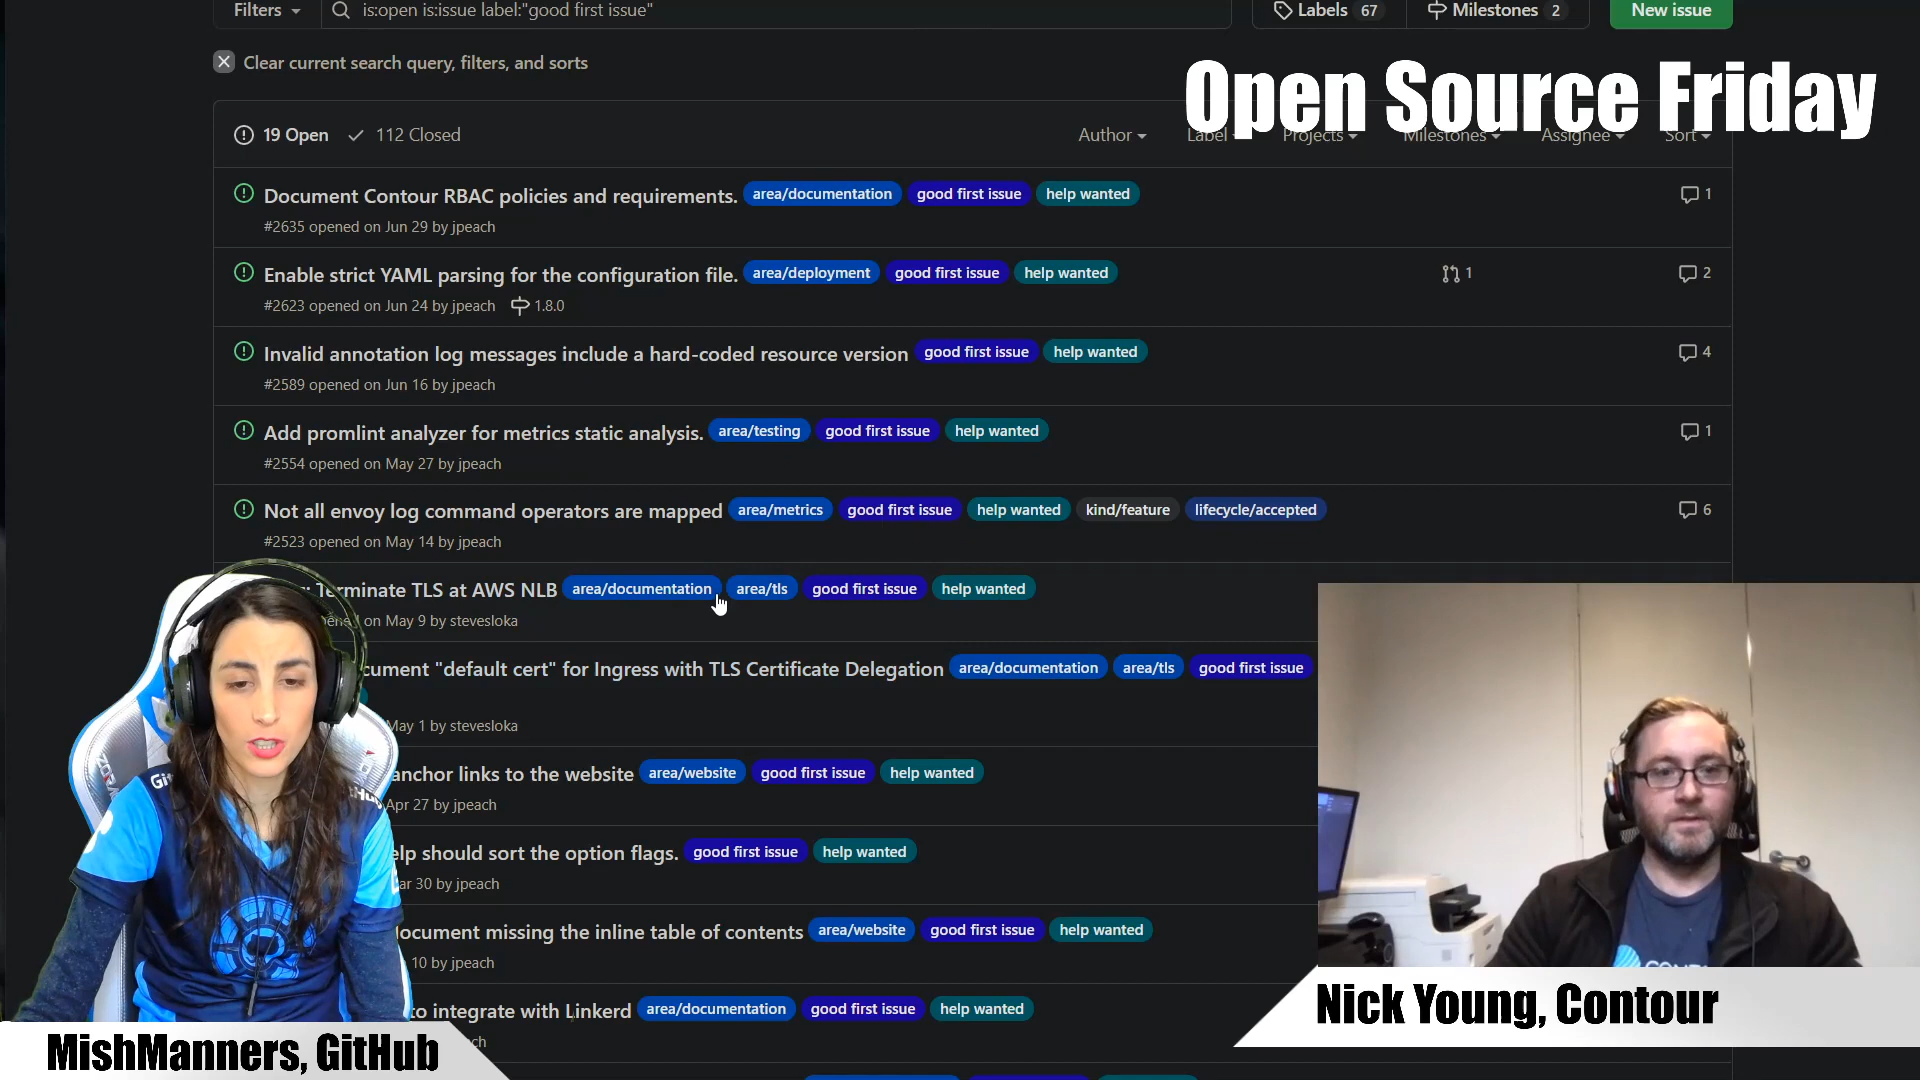 Filters
is:open is:issue label:"good first issue"
Labels 67
Milestones 2
New issue
Clear current search query, filters, and sorts
Open Source Friday
19 Open 112 Closed
Author Label Projects Milestones Assignee Sort
Document Contour RBAC policies and requirements. area/documentation good first issue help wanted 1
#2635 opened on Jun 29 by jpeach
Enable strict YAML parsing for the configuration file. area/deployment good first issue help wanted 1 2
#2623 opened on Jun 24 by jpeach 1.8.0
Invalid annotation log messages include a hard-coded resource version good first issue help wanted 4
#2589 opened on Jun 16 by jpeach
Add promlint analyzer for metrics static analysis. area/testing good first issue help wanted 1
#2554 opened on May 27 by jpeach
Not all envoy log command operators are mapped area/metrics good first issue help wanted kind/feature lifecycle/accepted 6
#2523 opened on May 14 by jpeach
Terminate TLS at AWS NLB area/documentation area/tls good first issue help wanted
on May 9 by stevesloka
"default cert" for Ingress with TLS Certificate Delegation area/documentation area/tls good first issue
May 1 by stevesloka
anchor links to the website area/website good first issue help wanted
Apr 27 by jpeach
should sort the option flags. good first issue help wanted
30 by jpeach
missing the inline table of contents area/website good first issue help wanted
10 by jpeach
to integrate with Linkerd area/documentation good first issue help wanted
Nick Young, Contour
MishManners, GitHub